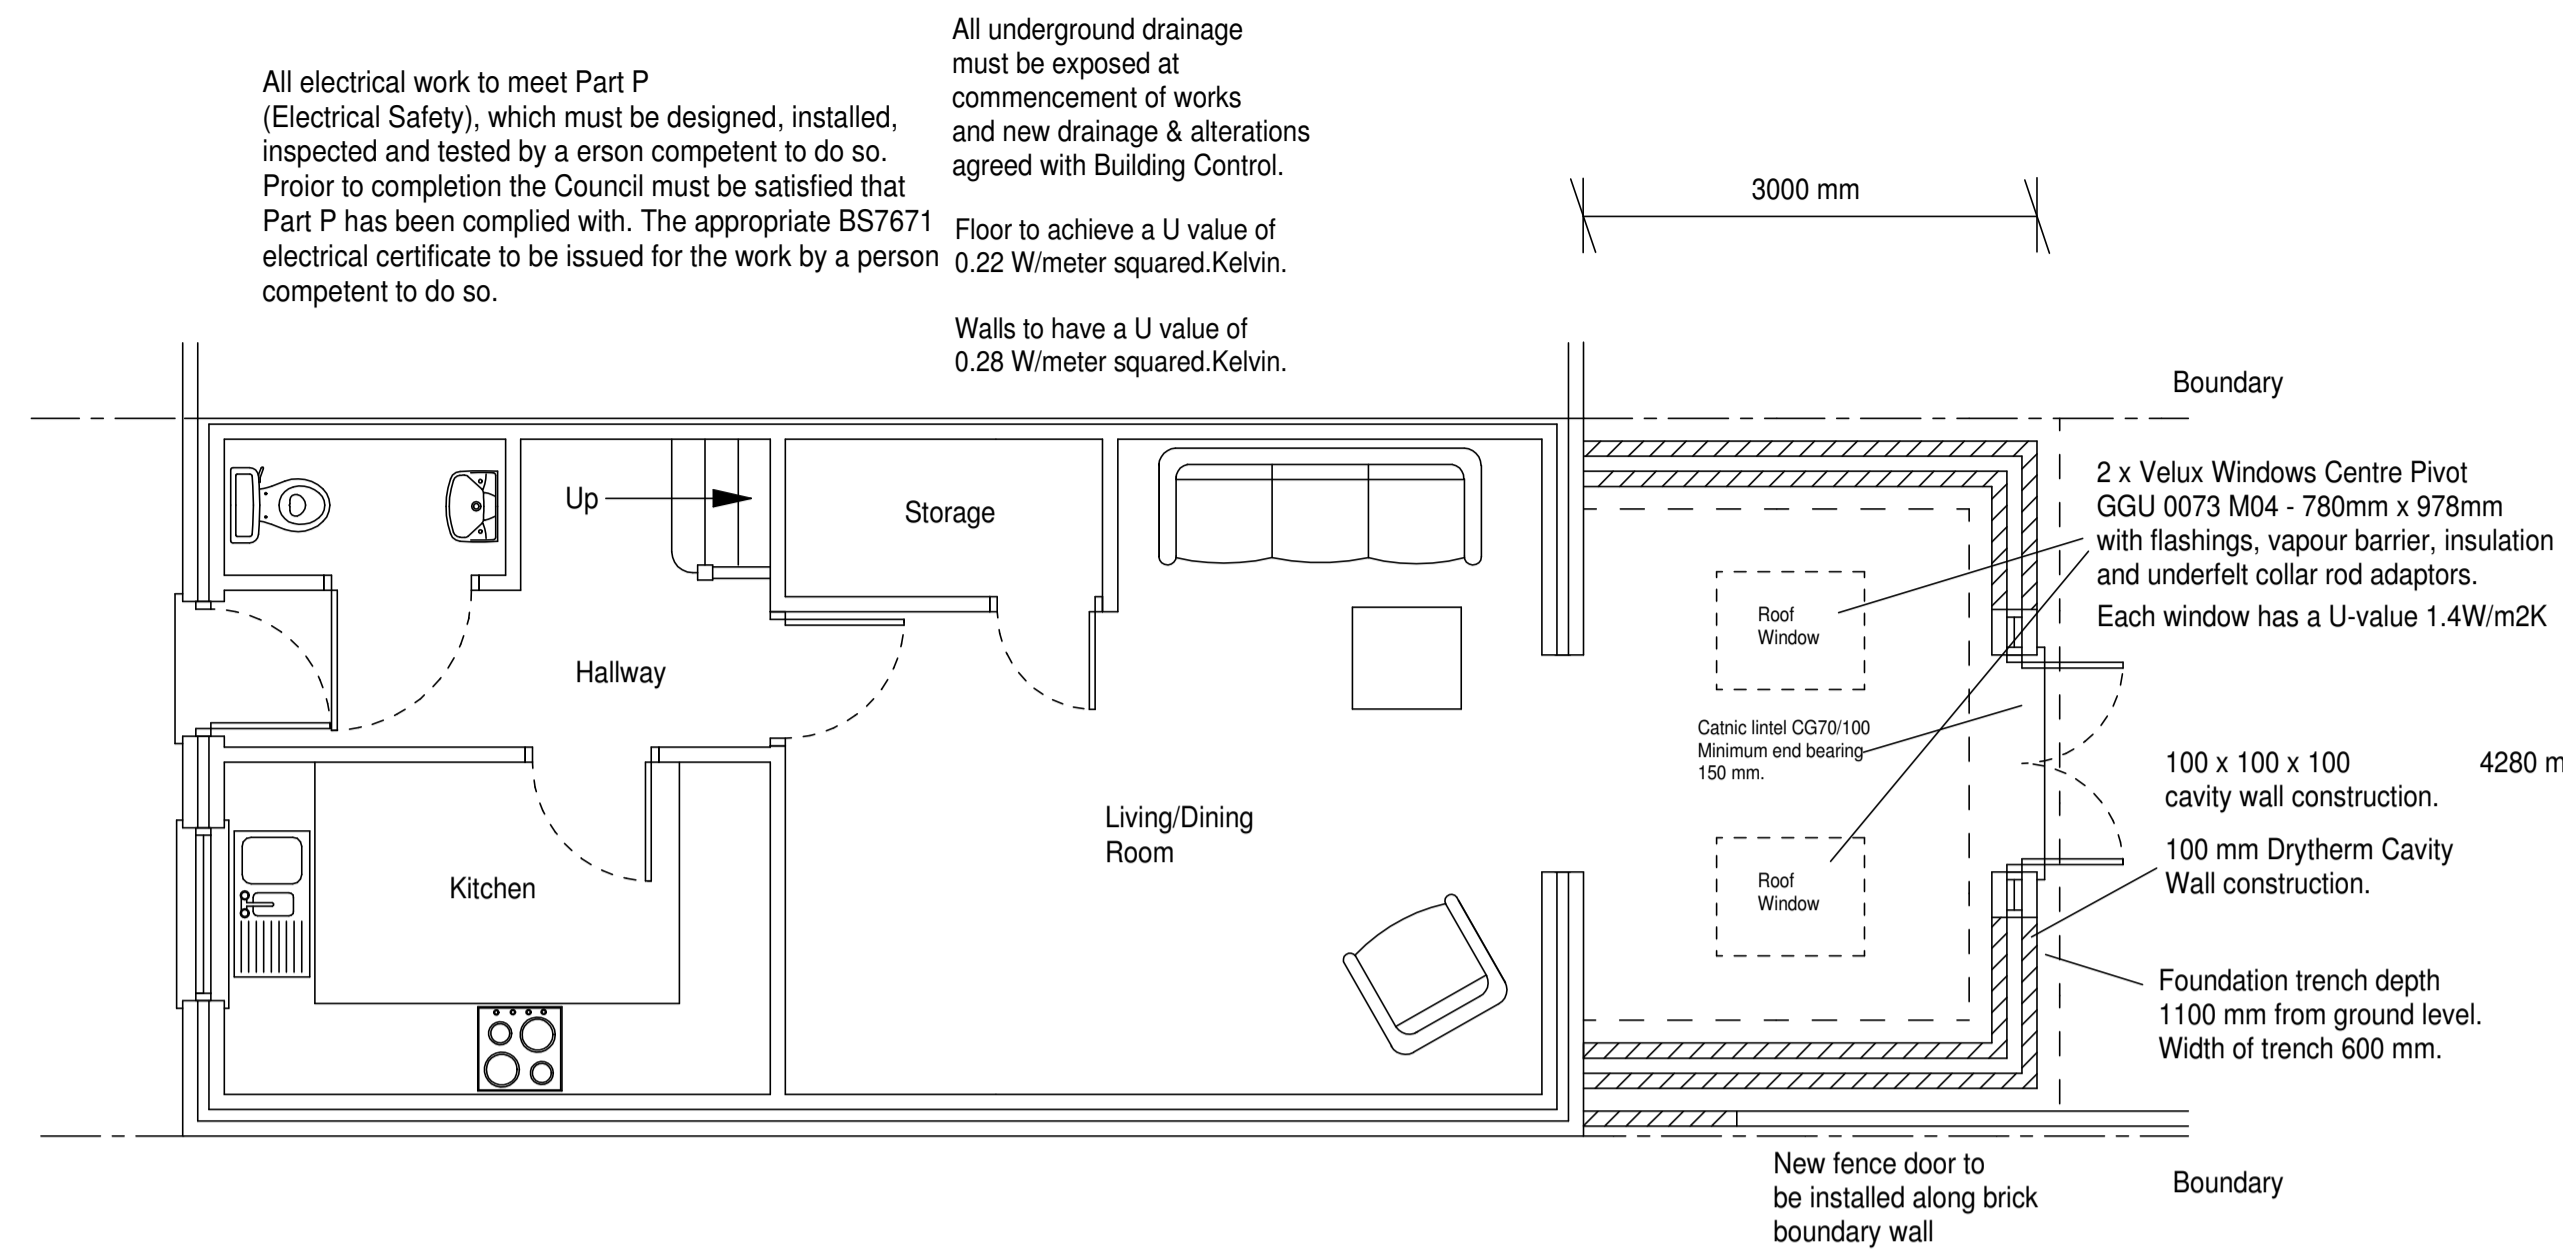 All electrical work to meet Part P
(Electrical Safety), which must be designed, installed,
inspected and tested by a erson competent to do so.
Proior to completion the Council must be satisfied that
Part P has been complied with. The appropriate BS7671
electrical certificate to be issued for the work by a person
competent to do so.
All underground drainage
must be exposed at
commencement of works
and new drainage & alterations
agreed with Building Control.
Floor to achieve a U value of
0.22 W/meter squared.Kelvin.
Walls to have a U value of
0.28 W/meter squared.Kelvin.
3000 mm
Boundary
2 x Velux Windows Centre Pivot
GGU 0073 M04 - 780mm x 978mm
with flashings, vapour barrier, insulation
and underfelt collar rod adaptors.
Each window has a U-value 1.4W/m2K
Up
Storage
Hallway
Kitchen
Living/Dining
Room
Roof
Window
Catnic lintel CG70/100
Minimum end bearing
150 mm.
Roof
Window
100 x 100 x 100
cavity wall construction.
4280 m
100 mm Drytherm Cavity
Wall construction.
Foundation trench depth
1100 mm from ground level.
Width of trench 600 mm.
New fence door to
be installed along brick
boundary wall
Boundary